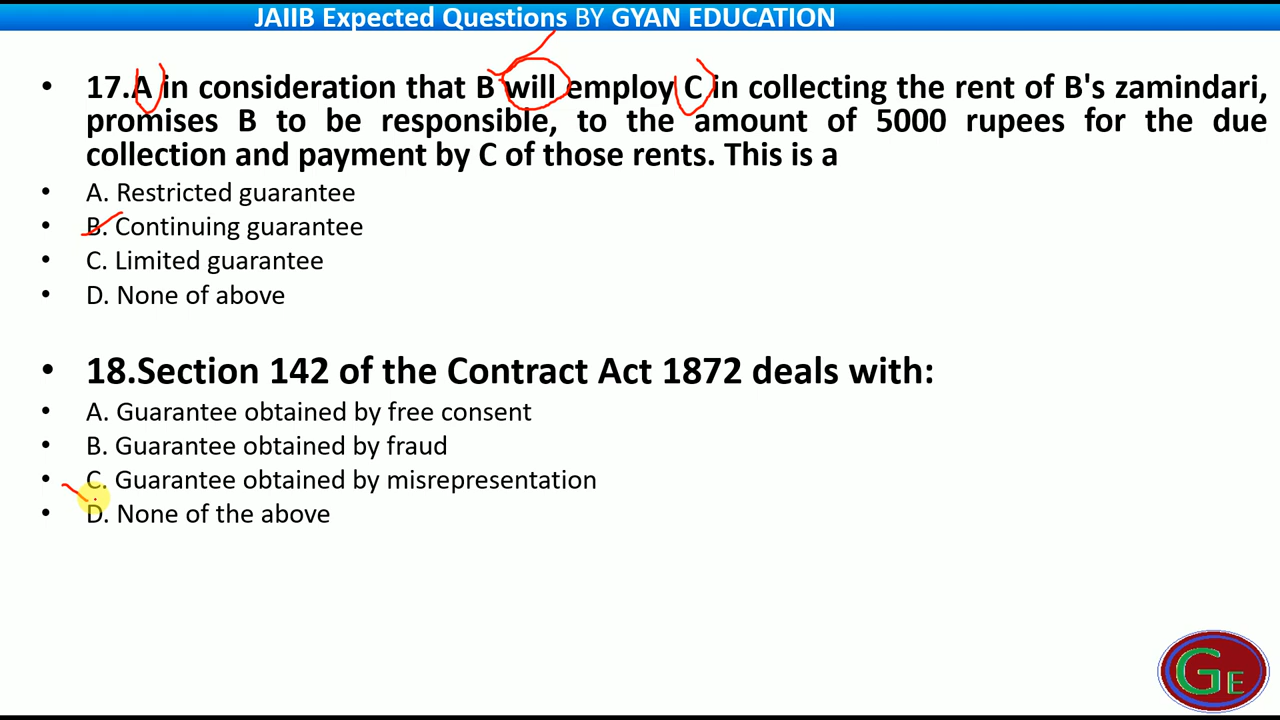 JAIIB Expected Questions BY GYAN EDUCATION
• 17.A in consideration that B will employ C in collecting the rent of B's zamindari,
promises B to be responsible, to the amount of 5000 rupees for the due
collection and payment by C of those rents. This is a
• A. Restricted guarantee
• B. Continuing guarantee
• C. Limited guarantee
• D. None of above
• 18.Section 142 of the Contract Act 1872 deals with:
• A. Guarantee obtained by free consent
• B. Guarantee obtained by fraud
• C. Guarantee obtained by misrepresentation
• D. None of the above
GE